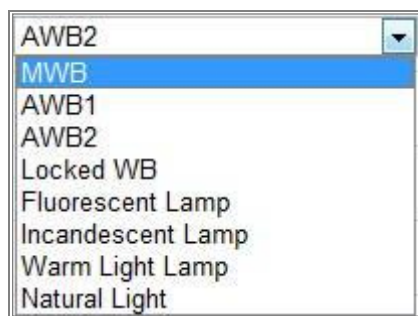 AWB2
MWB
AWB1
AWB2
Locked WB
Fluorescent Lamp
Incandescent Lamp
Warm Light Lamp
Natural Light